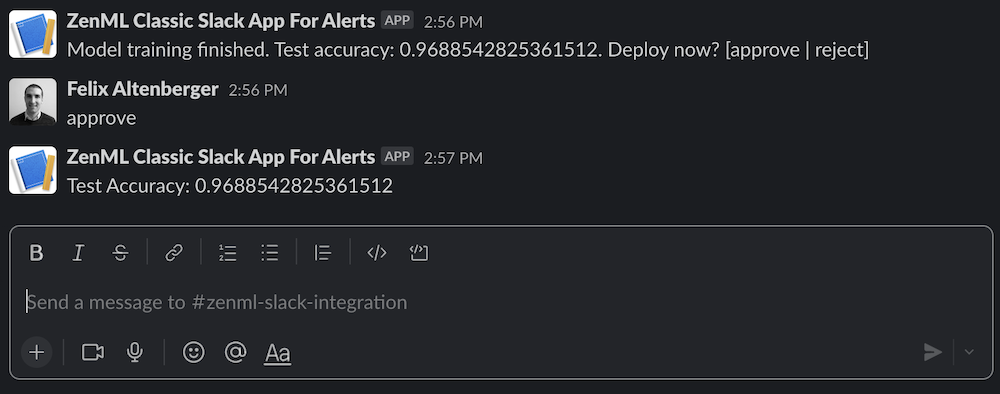 ZenML Classic Slack App For Alerts APP 2:56 PM
Model training finished. Test accuracy: 0.9688542825361512. Deploy now? [approve | reject]
Felix Altenberger 2:56 PM
approve
ZenML Classic Slack App For Alerts APP 2:57 PM
Test Accuracy: 0.9688542825361512
B I S
Send a message to #zenml-slack-integration
Aa